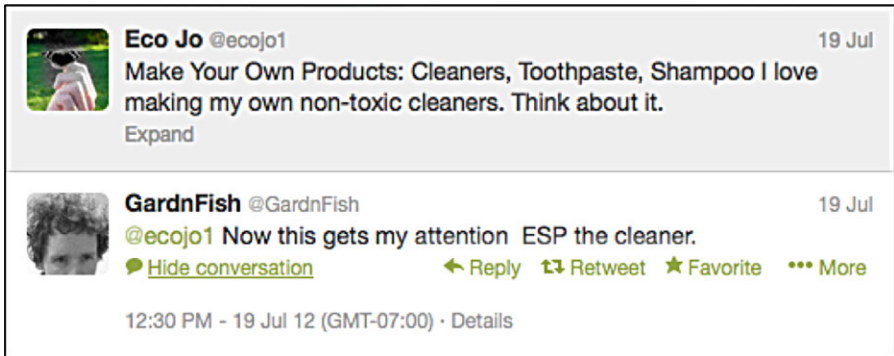 Eco Jo @ecojo1 19 Jul
Make Your Own Products: Cleaners, Toothpaste, Shampoo I love
making my own non-toxic cleaners. Think about it.
Expand
GardnFish @GardnFish 19 Jul
@ecojo1 Now this gets my attention  ESP the cleaner.
Hide conversation Reply Retweet Favorite More
12:30 PM - 19 Jul 12 (GMT-07:00) · Details